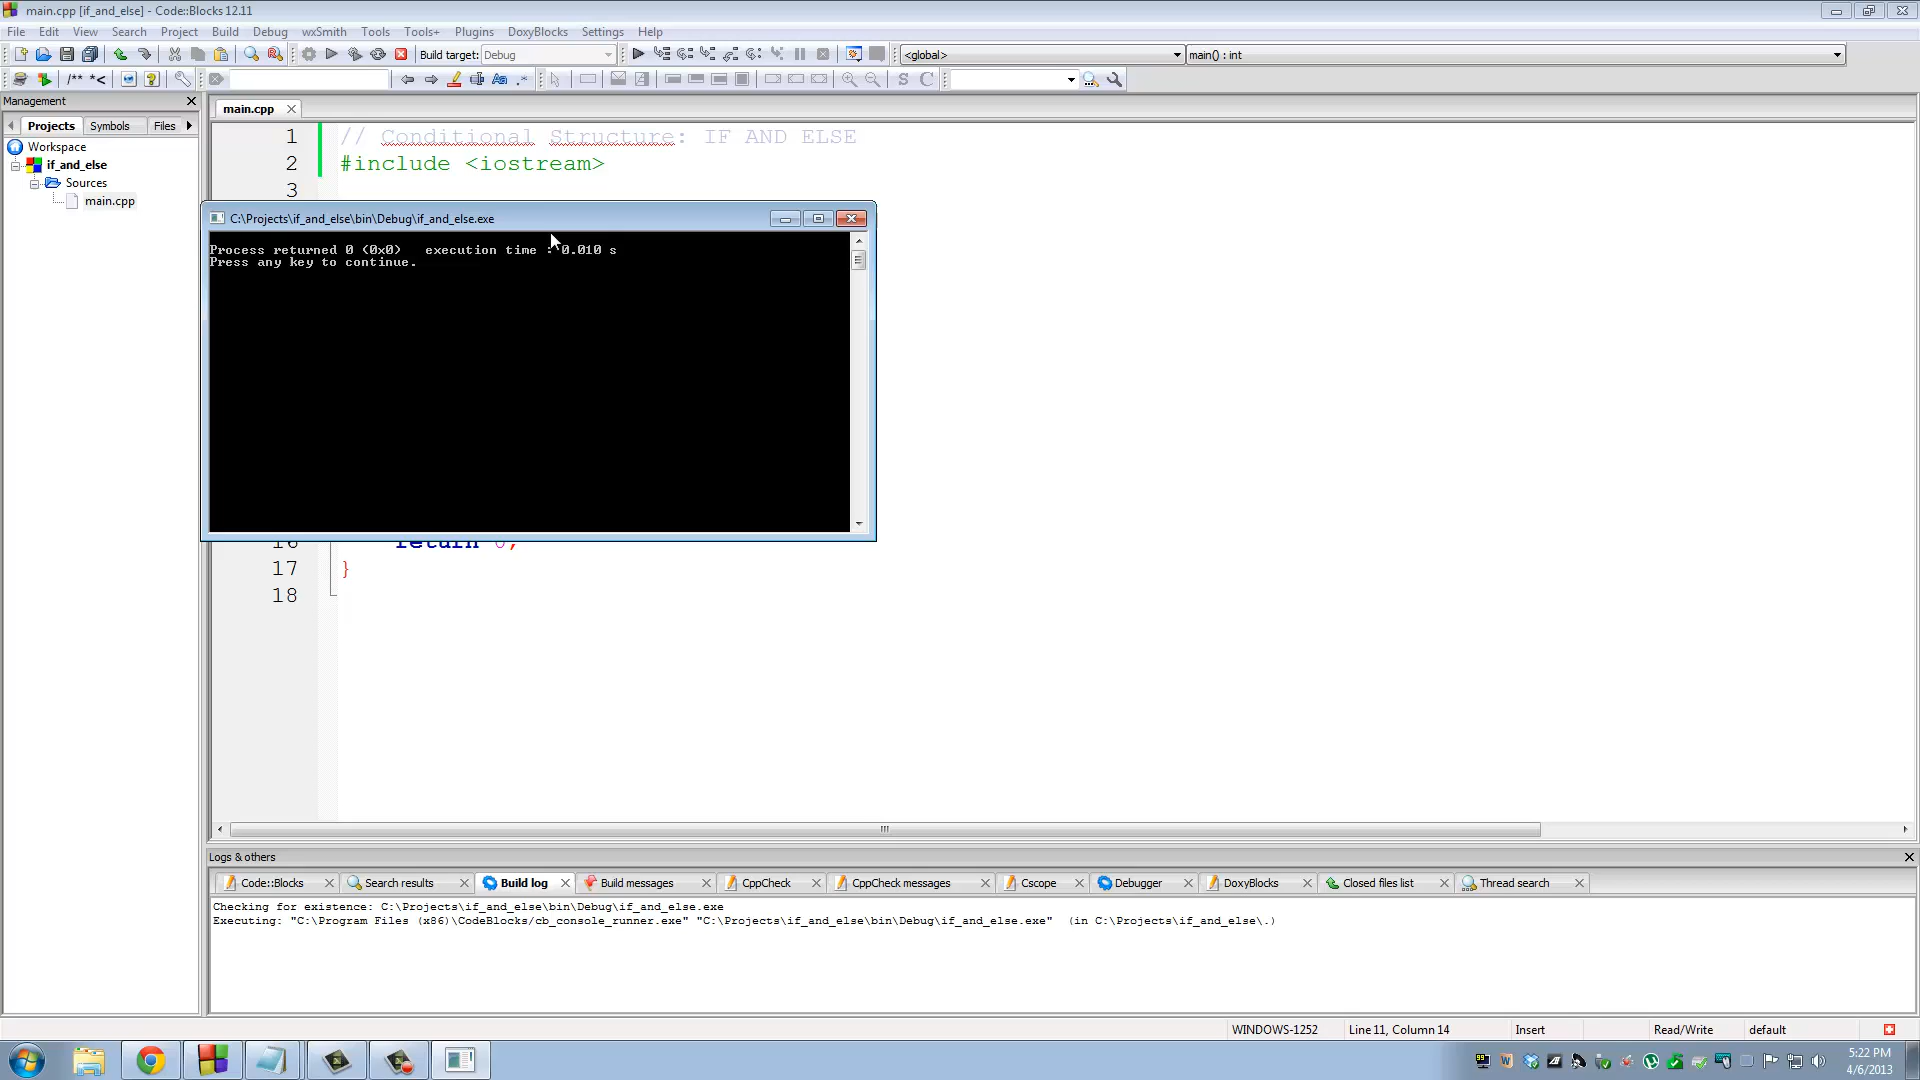 main.cpp [if_and_else] - Code::Blocks 12.11
File Edit View Search Project Build Debug wxSmith Tools Tools+ Plugins DoxyBlocks Settings Help
Build target: Debug <global> main() : int
/** *< Aa .* S C
Management
Projects Symbols Files
Workspace
if_and_else
Sources
main.cpp
main.cpp
1 // Conditional Structure: IF AND ELSE
2 #include <iostream>
3
C:\Projects\if_and_else\bin\Debug\if_and_else.exe
Process returned 0 (0x0)   execution time : 0.010 s
Press any key to continue.
16 return 0;
17 }
18
Logs & others
Code::Blocks Search results Build log Build messages CppCheck CppCheck messages Cscope Debugger DoxyBlocks Closed files list Thread search
Checking for existence: C:\Projects\if_and_else\bin\Debug\if_and_else.exe
Executing: "C:\Program Files (x86)\CodeBlocks/cb_console_runner.exe" "C:\Projects\if_and_else\bin\Debug\if_and_else.exe"  (in C:\Projects\if_and_else\.)
WINDOWS-1252 Line 11, Column 14 Insert Read/Write default
5:22 PM
4/6/2013